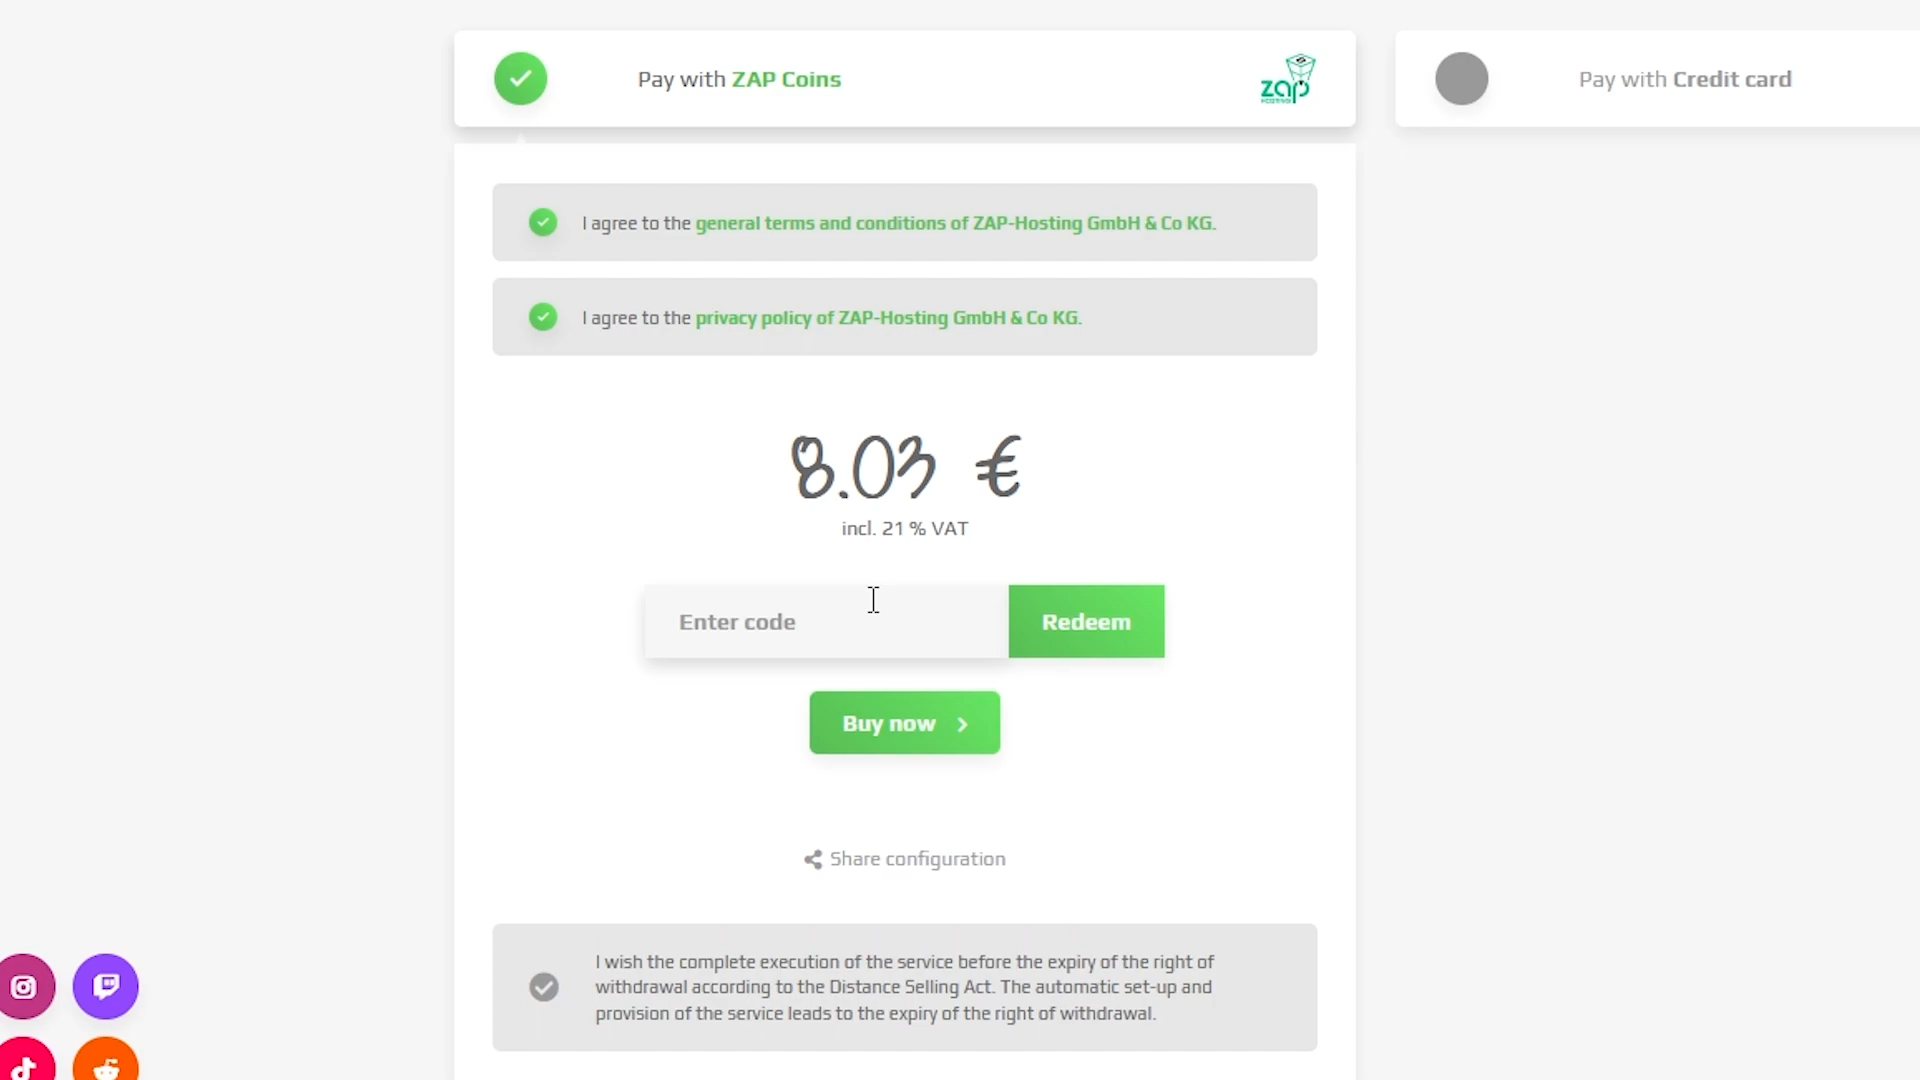 Pay with ZAP Coins
zap
HOSTING
Pay with Credit card
I agree to the general terms and conditions of ZAP-Hosting GmbH & Co KG.
I agree to the privacy policy of ZAP-Hosting GmbH & Co KG.
8.03 €
incl. 21 % VAT
Enter code
Redeem
Buy now
Share configuration
I wish the complete execution of the service before the expiry of the right of
withdrawal according to the Distance Selling Act. The automatic set-up and
provision of the service leads to the expiry of the right of withdrawal.